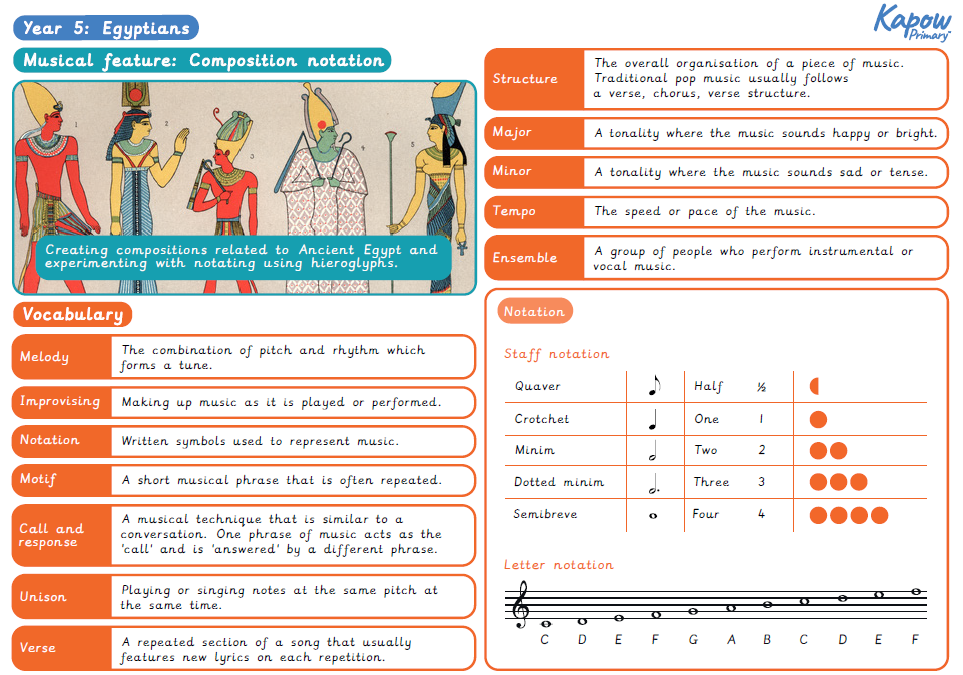 Year 5: Egyptians
Musical feature: Composition notation
1
2
3
4
5
Creating compositions related to Ancient Egypt and
experimenting with notating using hieroglyphs.
Vocabulary
Melody
The combination of pitch and rhythm which
forms a tune.
Improvising
Making up music as it is played or performed.
Notation
Written symbols used to represent music.
Motif
A short musical phrase that is often repeated.
Call and
response
A musical technique that is similar to a
conversation. One phrase of music acts as the
'call' and is 'answered' by a different phrase.
Unison
Playing or singing notes at the same pitch at
the same time.
Verse
A repeated section of a song that usually
features new lyrics on each repetition.
Kapow
Primary™
Structure
The overall organisation of a piece of music.
Traditional pop music usually follows
a verse, chorus, verse structure.
Major
A tonality where the music sounds happy or bright.
Minor
A tonality where the music sounds sad or tense.
Tempo
The speed or pace of the music.
Ensemble
A group of people who perform instrumental or
vocal music.
Notation
Staff notation
Quaver Half ½
Crotchet One 1
Minim Two 2
Dotted minim Three 3
Semibreve Four 4
Letter notation
C D E F G A B C D E F